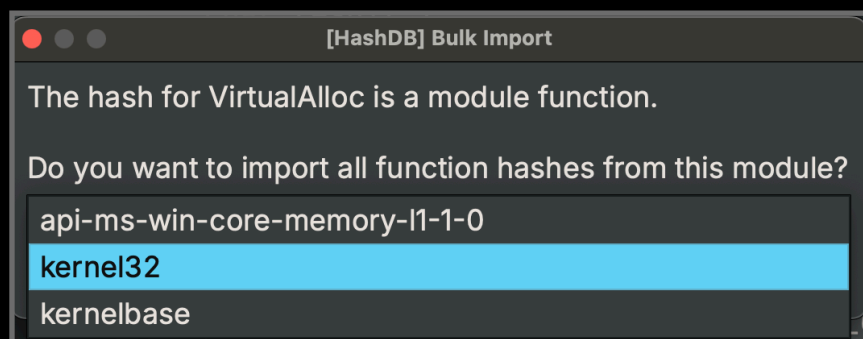 [HashDB] Bulk Import
The hash for VirtualAlloc is a module function.
Do you want to import all function hashes from this module?
api-ms-win-core-memory-l1-1-0
kernel32
kernelbase